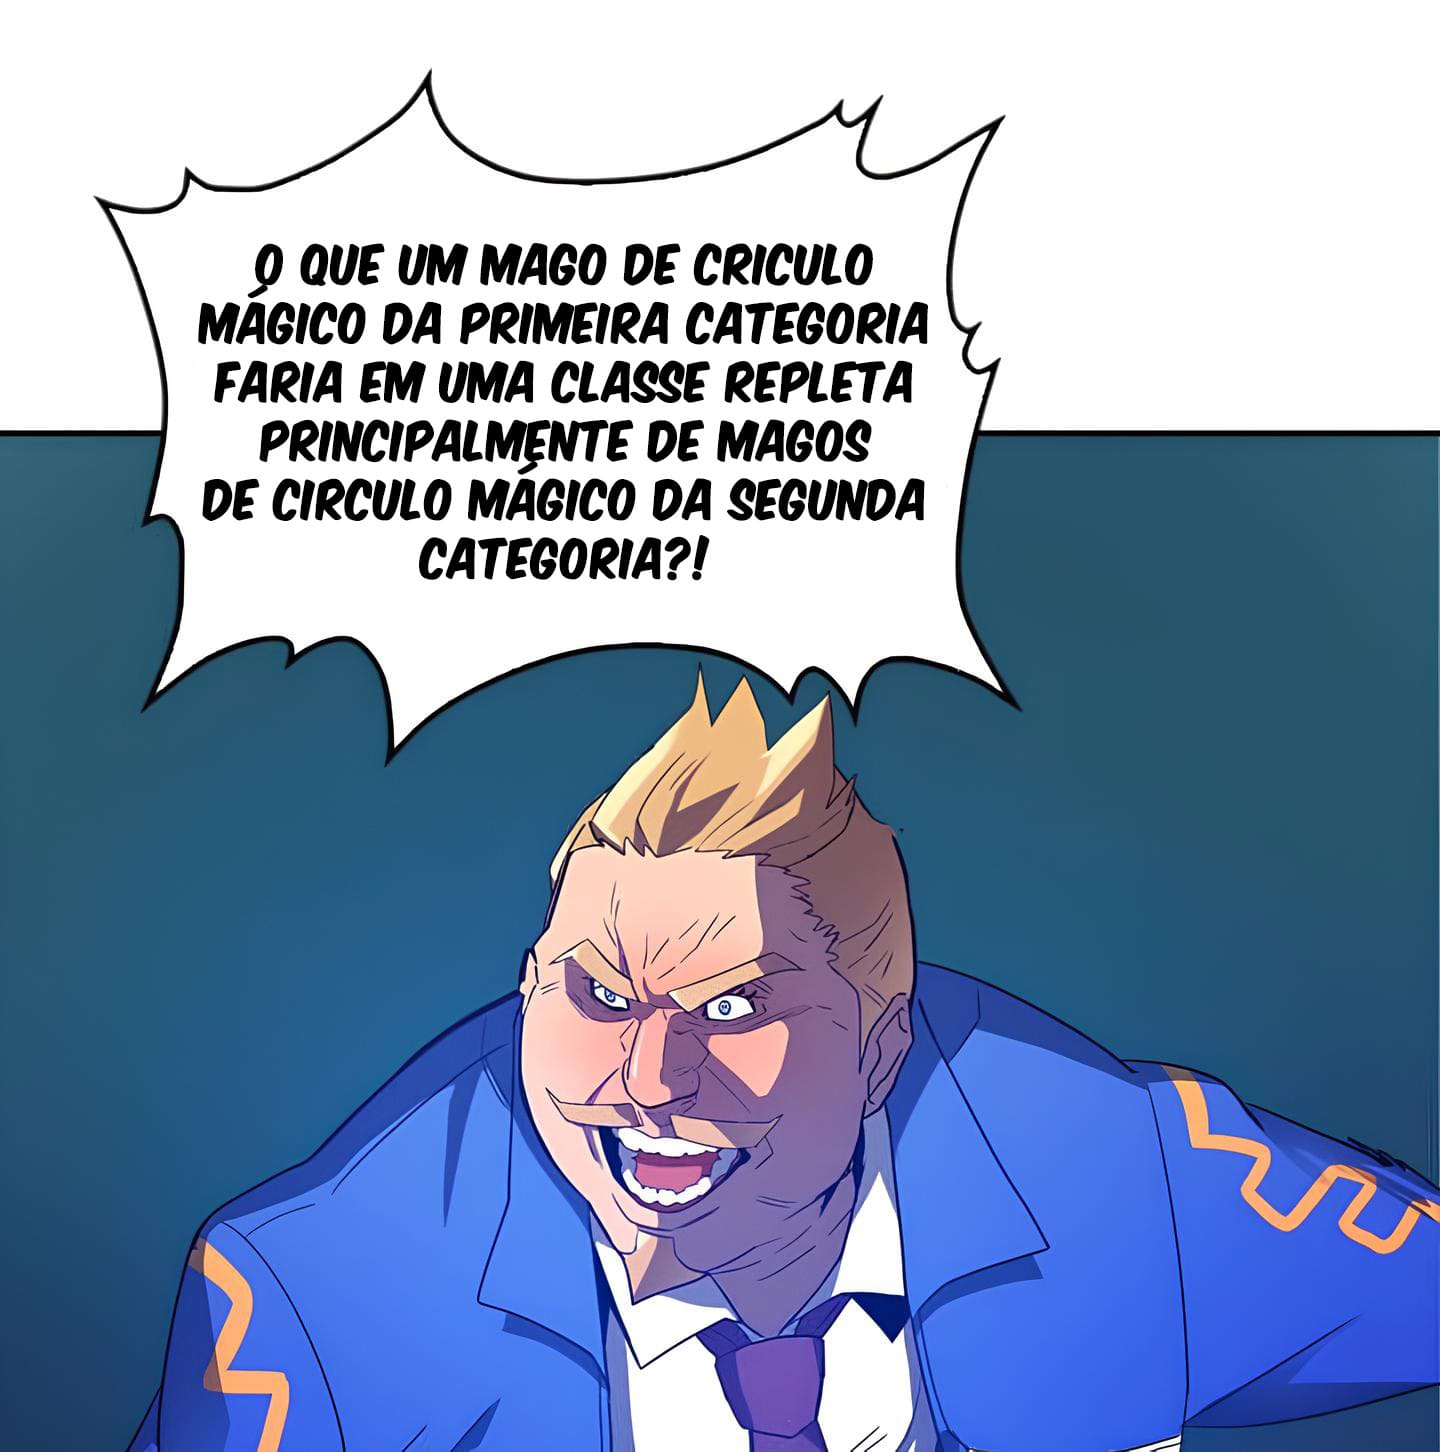 O QUE UM MAGO DE CRICULO
MÁGICO DA PRIMEIRA CATEGORIA
FARIA EM UMA CLASSE REPLETA
PRINCIPALMENTE DE MAGOS
DE CIRCULO MÁGICO DA SEGUNDA
CATEGORIA?!